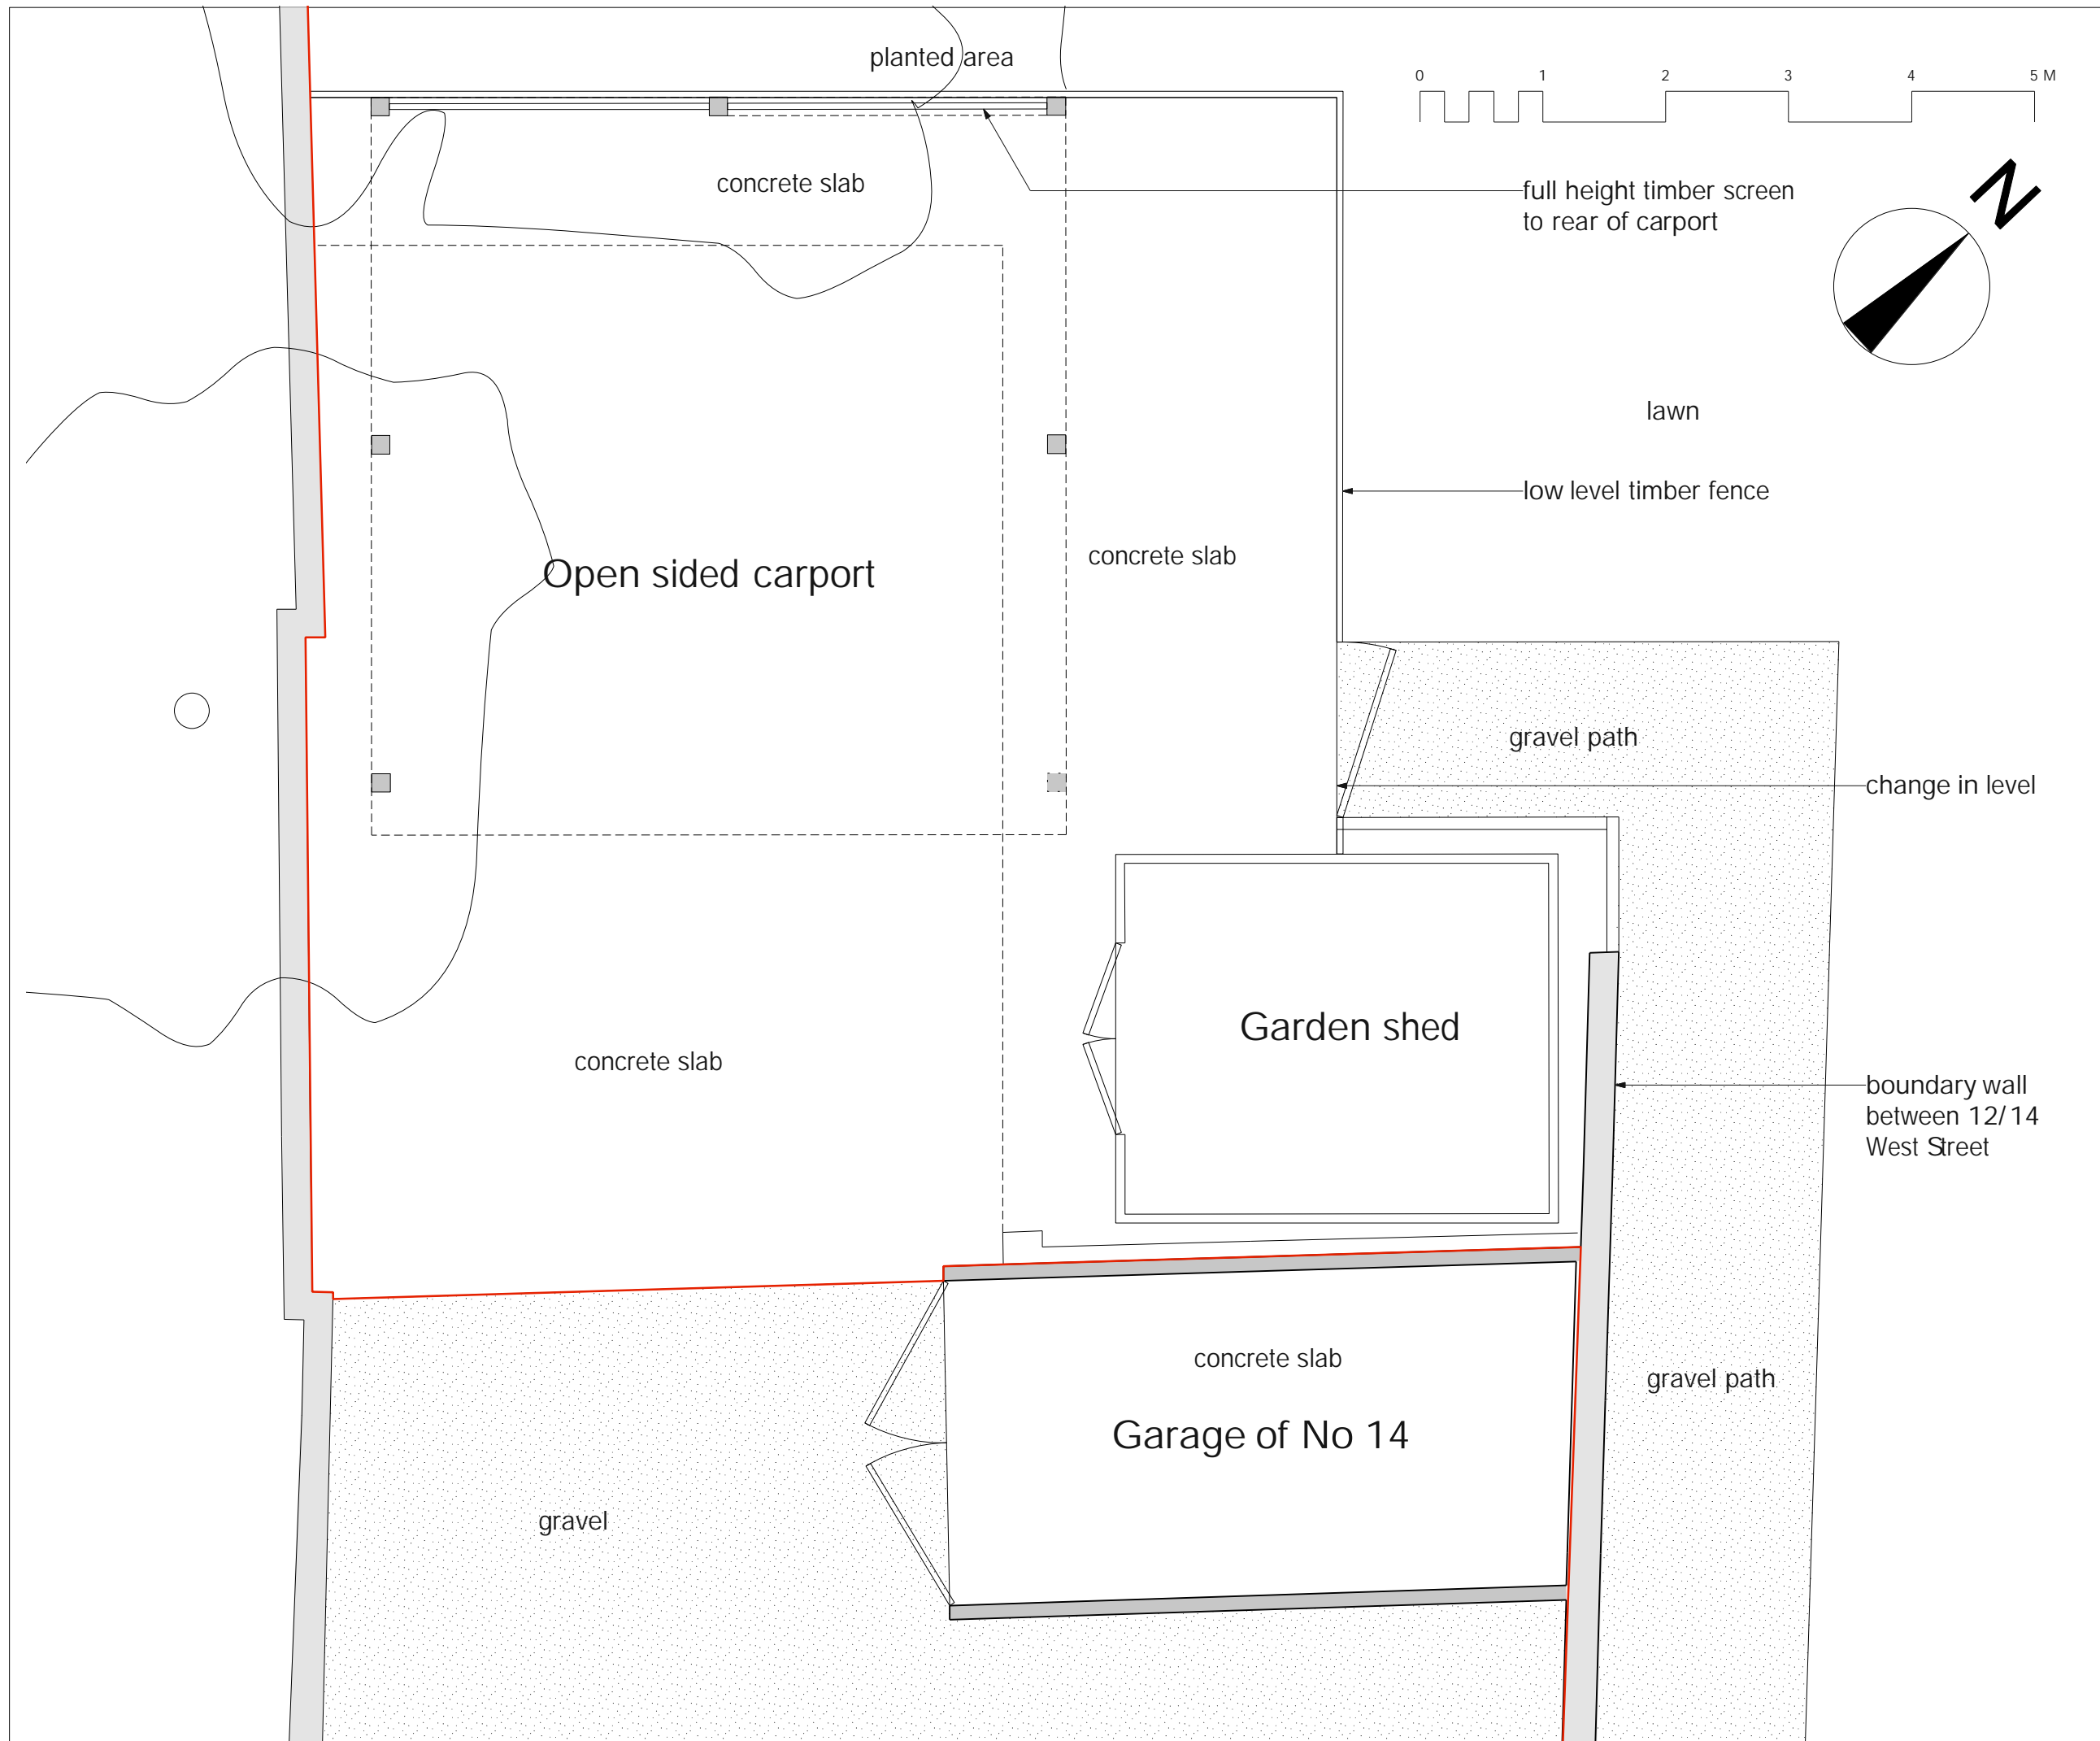 planted area
0 1 2 3 4 5 M
concrete slab
full height timber screen
to rear of carport
N
lawn
low level timber fence
concrete slab
Open sided carport
gravel path
change in level
Garden shed
concrete slab
boundary wall
between 12/14
West Street
concrete slab
gravel path
Garage of No 14
gravel